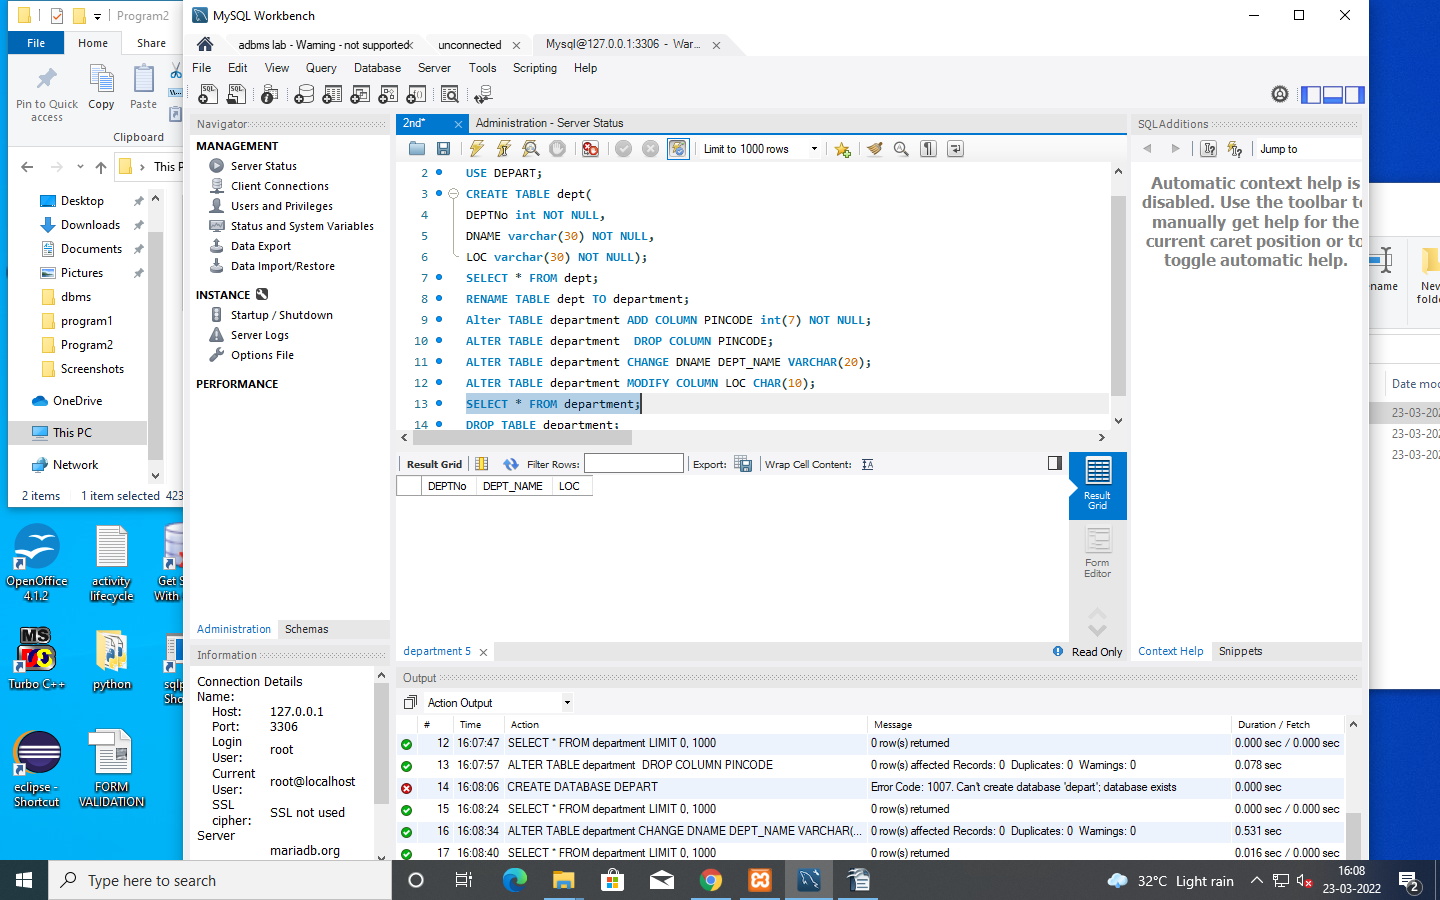 Program2
File
Home
Share
Pin to Quick access
Copy
Paste
Clipboard
This P
Desktop
Downloads
Documents
Pictures
dbms
program1
Program2
Screenshots
OneDrive
This PC
Network
2 items
1 item selected 423
OpenOffice 4.1.2
activity lifecycle
Get S
With
Turbo C++
python
sqlp
Sho
eclipse - Shortcut
FORM VALIDATION
MySQL Workbench
adbms lab - Warning - not supported
unconnected
Mysql@127.0.0.1:3306 - War...
File Edit View Query Database Server Tools Scripting Help
Navigator
MANAGEMENT
Server Status
Client Connections
Users and Privileges
Status and System Variables
Data Export
Data Import/Restore
INSTANCE
Startup / Shutdown
Server Logs
Options File
PERFORMANCE
Administration
Schemas
Information
Connection Details
Name:
Host: 127.0.0.1
Port: 3306
Login User: root
Current User: root@localhost
SSL cipher: SSL not used
Server
mariadb.org
2nd*
Administration - Server Status
Limit to 1000 rows
2 USE DEPART;
3 CREATE TABLE dept(
4 DEPTNo int NOT NULL,
5 DNAME varchar(30) NOT NULL,
6 LOC varchar(30) NOT NULL);
7 SELECT * FROM dept;
8 RENAME TABLE dept TO department;
9 Alter TABLE department ADD COLUMN PINCODE int(7) NOT NULL;
10 ALTER TABLE department  DROP COLUMN PINCODE;
11 ALTER TABLE department CHANGE DNAME DEPT_NAME VARCHAR(20);
12 ALTER TABLE department MODIFY COLUMN LOC CHAR(10);
13 SELECT * FROM department;
14 DROP TABLE department;
Result Grid
Filter Rows:
Export:
Wrap Cell Content:
DEPTNo DEPT_NAME LOC
Result Grid
Form Editor
department 5
Read Only
SQLAdditions
Jump to
Automatic context help is
disabled. Use the toolbar to
manually get help for the
current caret position or to
toggle automatic help.
Context Help
Snippets
Output
Action Output
# Time Action Message Duration / Fetch
12 16:07:47 SELECT * FROM department LIMIT 0, 1000 0 row(s) returned 0.000 sec / 0.000 sec
13 16:07:57 ALTER TABLE department  DROP COLUMN PINCODE 0 row(s) affected Records: 0  Duplicates: 0  Warnings: 0 0.078 sec
14 16:08:06 CREATE DATABASE DEPART Error Code: 1007. Can't create database 'depart'; database exists 0.000 sec
15 16:08:24 SELECT * FROM department LIMIT 0, 1000 0 row(s) returned 0.000 sec / 0.000 sec
16 16:08:34 ALTER TABLE department CHANGE DNAME DEPT_NAME VARCHAR(... 0 row(s) affected Records: 0  Duplicates: 0  Warnings: 0 0.531 sec
17 16:08:40 SELECT * FROM department LIMIT 0, 1000 0 row(s) returned 0.016 sec / 0.000 sec
name
New
folde
Date mod
23-03-202
23-03-202
23-03-202
Type here to search
32°C Light rain
16:08
23-03-2022
2